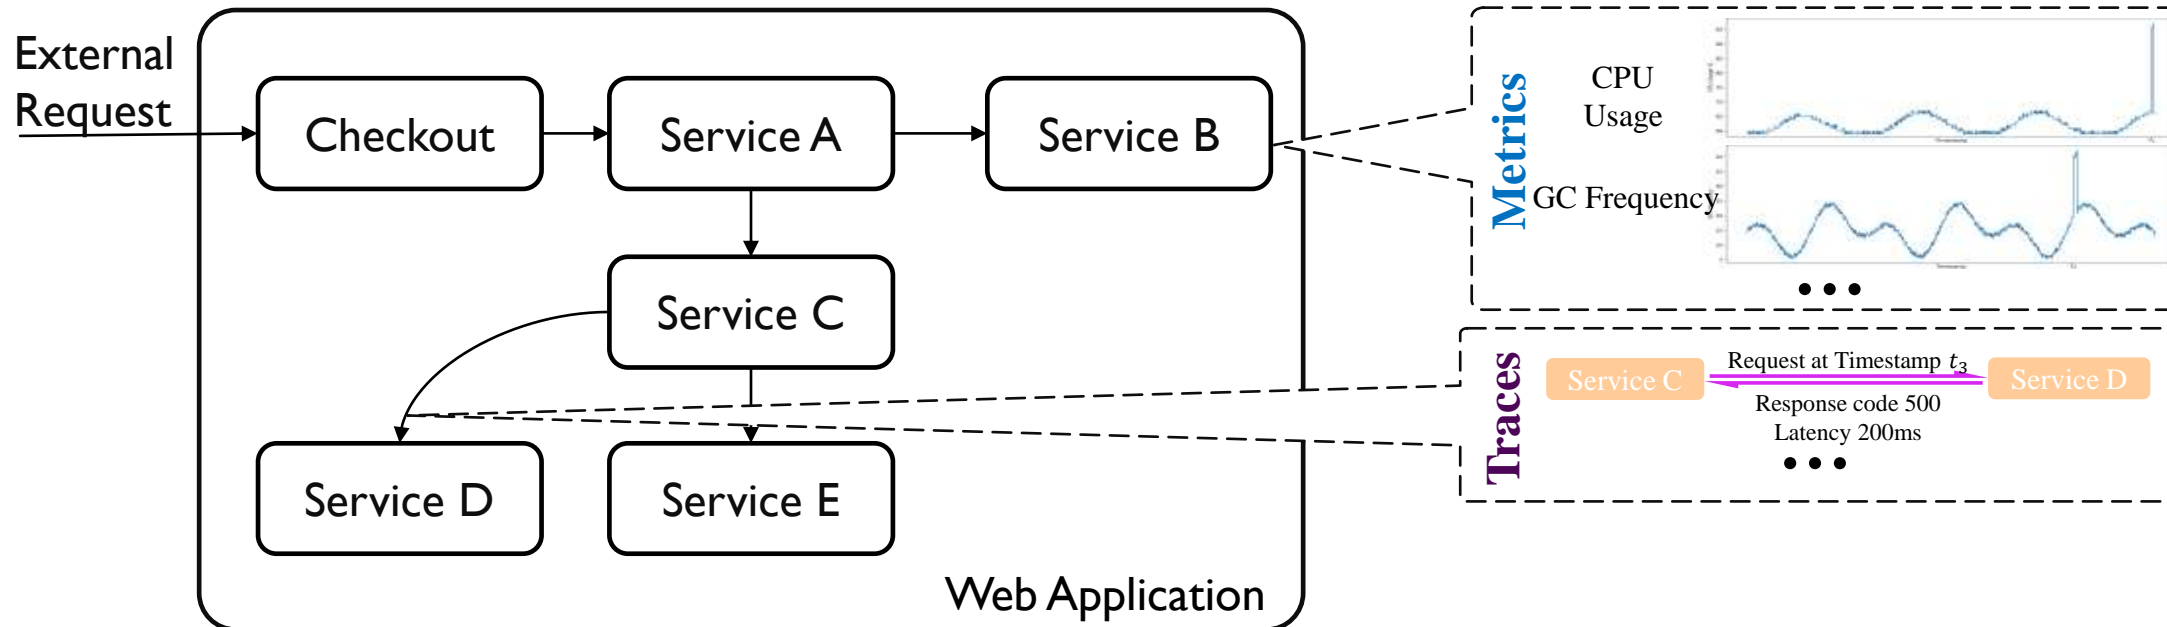 External
Request
Checkout
Service A
Service B
Service C
Service D
Service E
Web Application
Metrics
CPU
Usage
GC Frequency
• • •
Traces
Service C
Request at Timestamp t₃
Service D
Response code 500
Latency 200ms
• • •